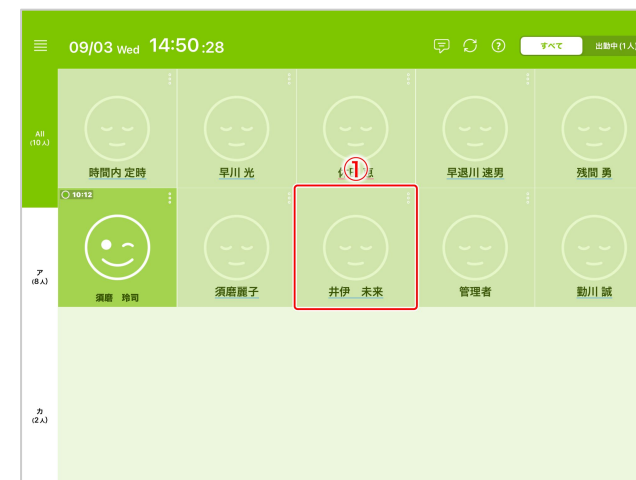 09/03 Wed 14:50:28
すべて 出勤中(1人)
All
(10人)
時間内 定時 早川 光 早退川 速男 残間 勇
①
10:12
須磨 玲司 須磨麗子 井伊 未来 管理者 勤川 誠
ア
(8人)
カ
(2人)